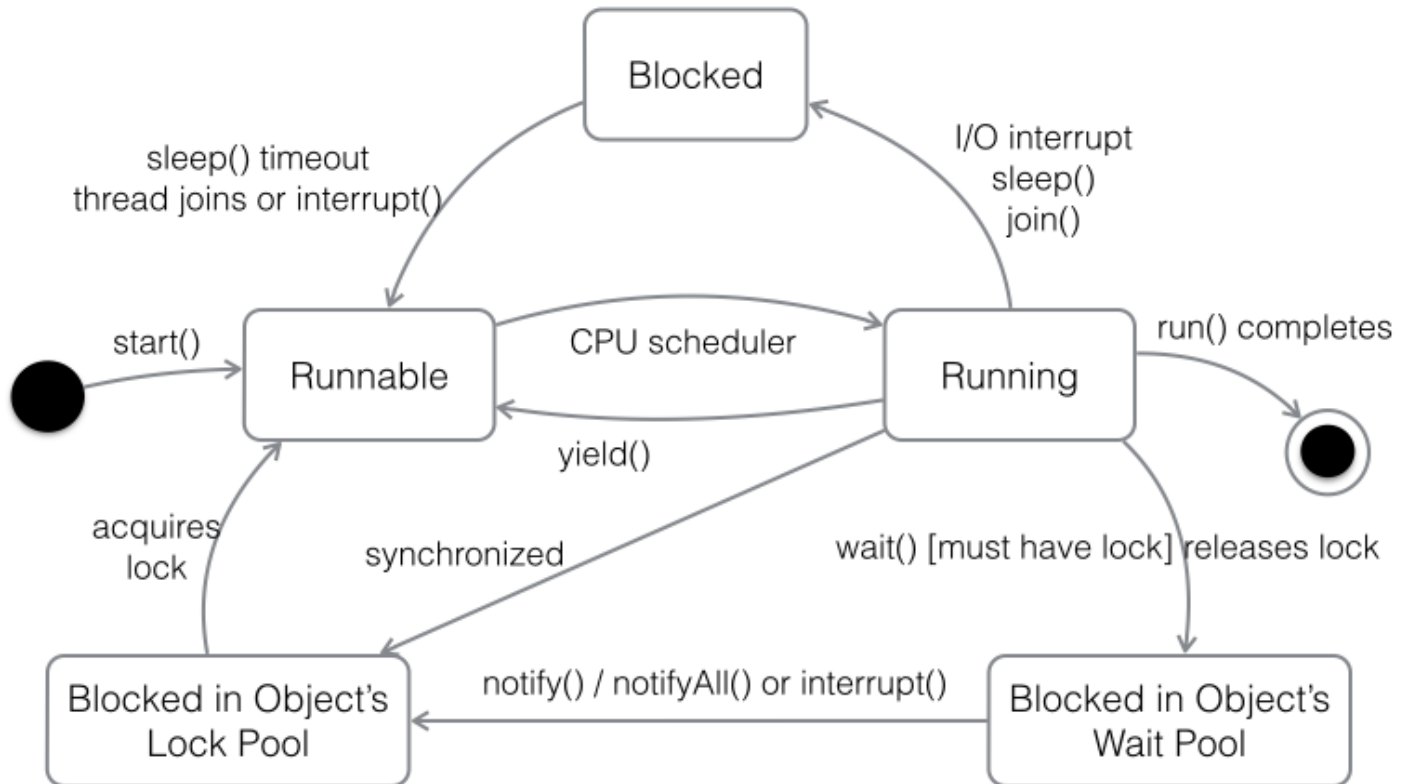 Blocked
I/O interrupt
sleep()
join()
sleep() timeout
thread joins or interrupt()
start()
Runnable
CPU scheduler
Running
run() completes
yield()
acquires
lock
synchronized
wait() [must have lock] releases lock
Blocked in Object's
Lock Pool
notify() / notifyAll() or interrupt()
Blocked in Object's
Wait Pool